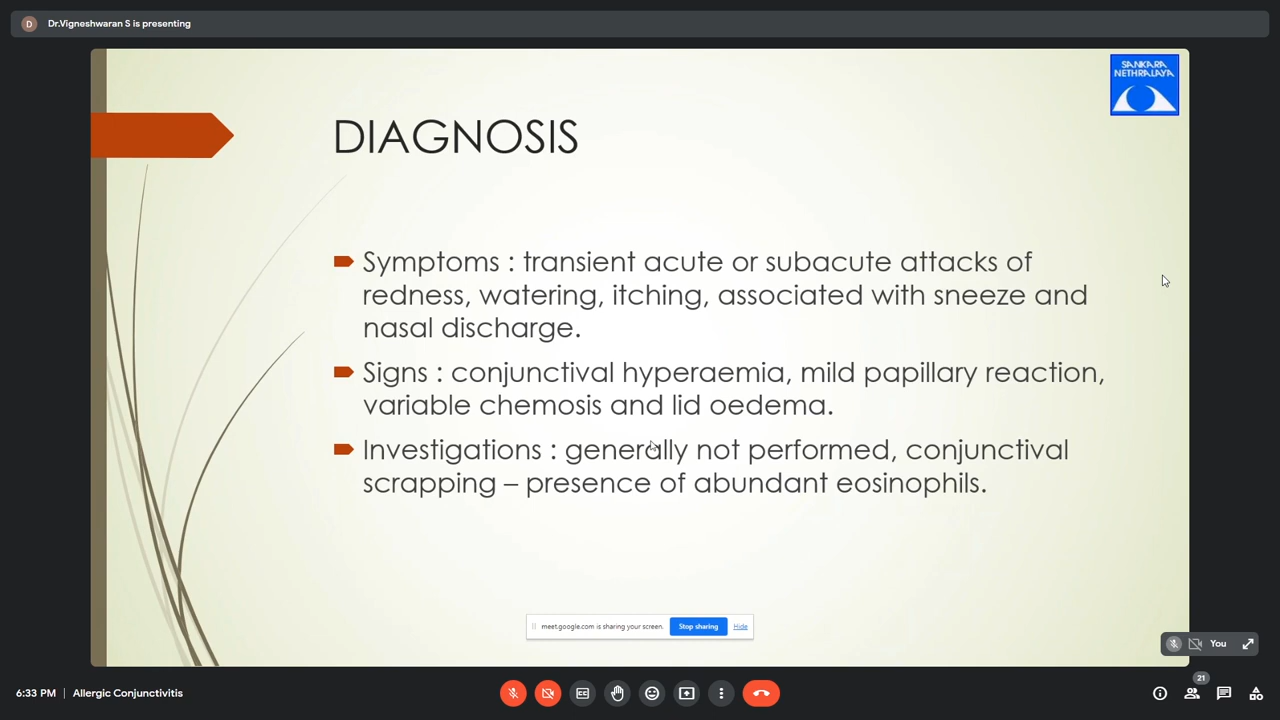 D Dr.Vigneshwaran S is presenting
SANKARA
NETHRALAYA
DIAGNOSIS
Symptoms : transient acute or subacute attacks of
redness, watering, itching, associated with sneeze and
nasal discharge.
Signs : conjunctival hyperaemia, mild papillary reaction,
variable chemosis and lid oedema.
Investigations : generally not performed, conjunctival
scrapping – presence of abundant eosinophils.
meet.google.com is sharing your screen. Stop sharing Hide
You
21
6:33 PM | Allergic Conjunctivitis